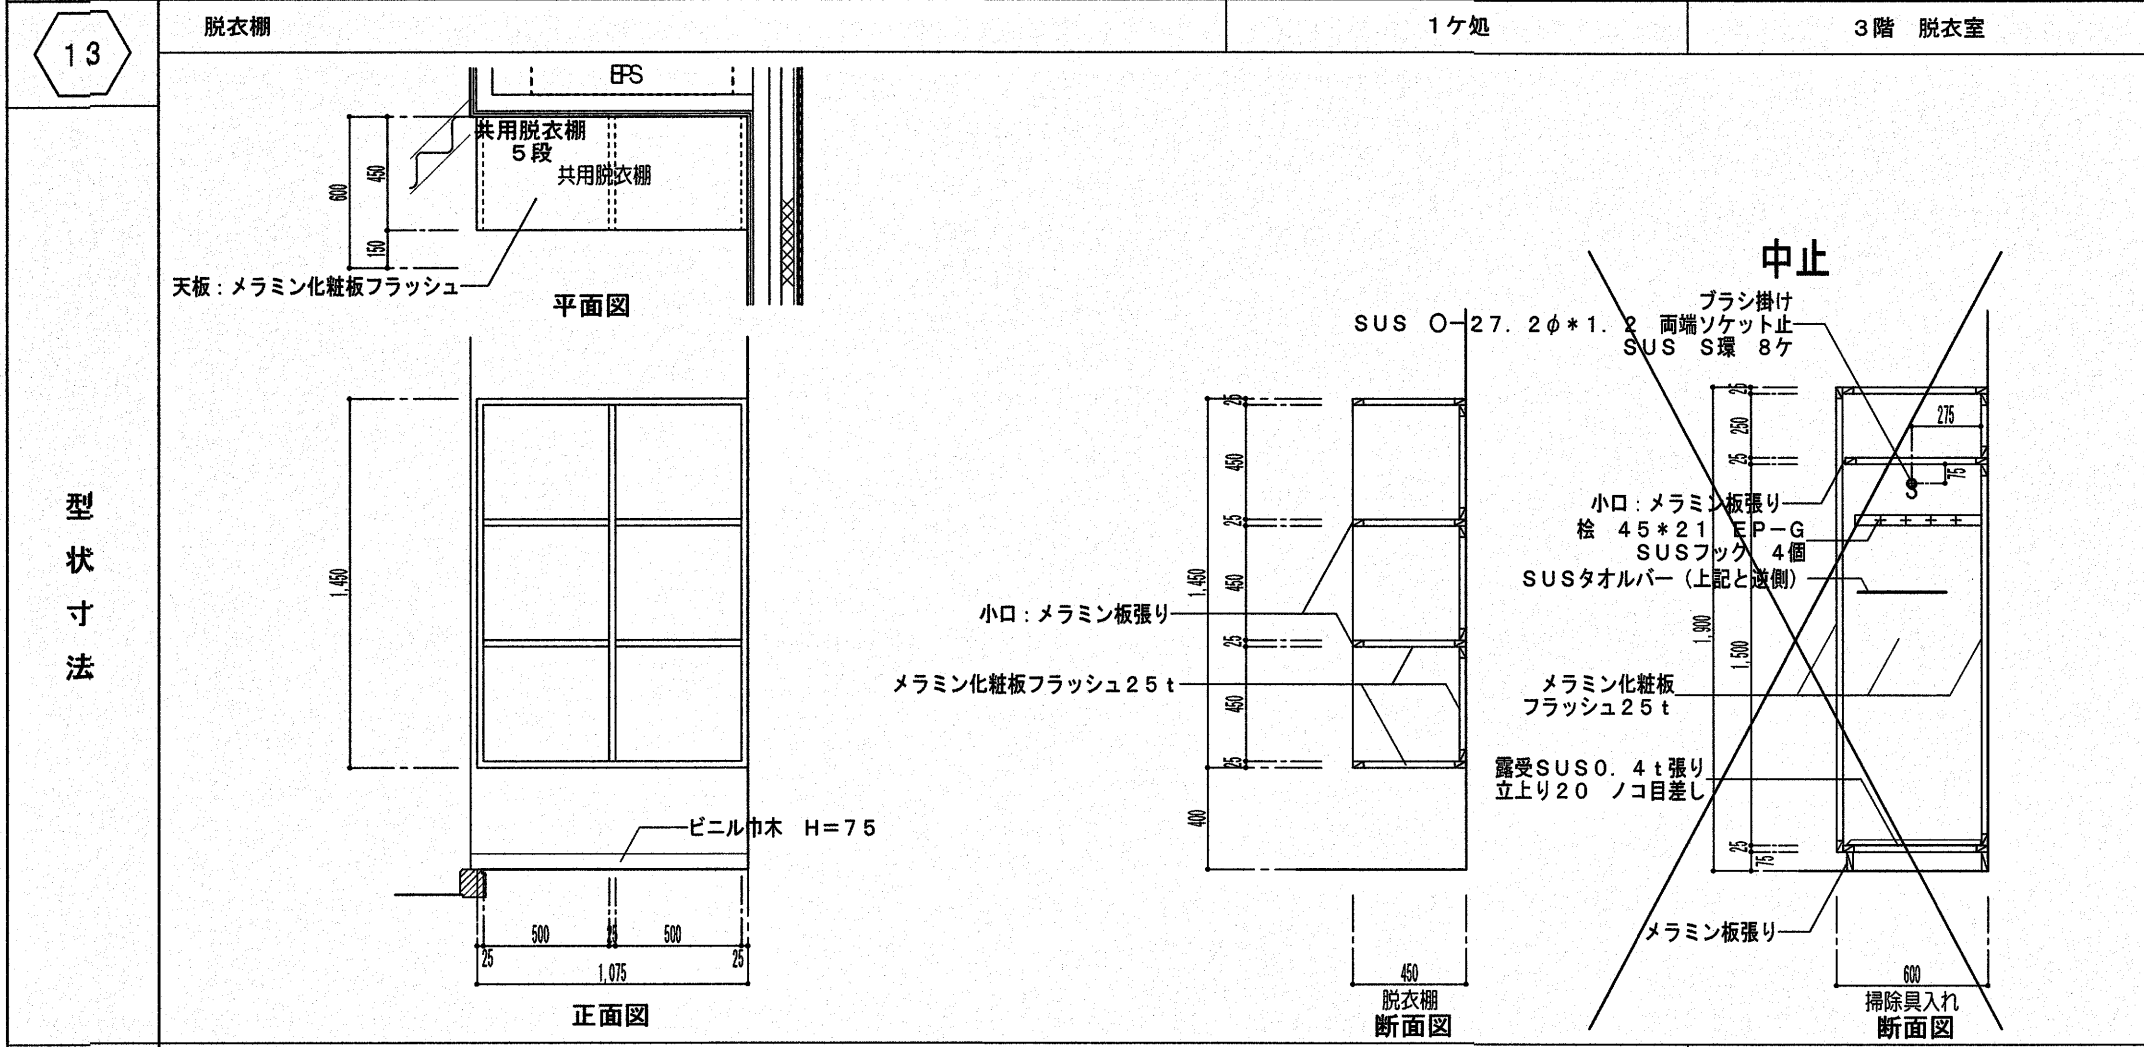 13
脱衣棚
1ケ処
3階 脱衣室
型状寸法
EPS
共用脱衣棚
5段
共用脱衣棚
600
450
150
天板:メラミン化粧板フラッシュ
平面図
1,450
ビニル巾木 H=75
500
25
500
25
25
1,075
正面図
25
450
25
450
25
450
25
1,450
400
小口:メラミン板張り
メラミン化粧板フラッシュ25t
450
脱衣棚
断面図
中止
ブラシ掛け
SUS O-27.2φ*1.2 両端ソケット止
SUS S環 8ケ
25
250
25
275
75
S
小口:メラミン板張り
桧 45*21 EP-G
SUSフック 4個
SUSタオルバー(上記と逆側)
1,900
1,500
メラミン化粧板
フラッシュ25t
露受SUS0.4t張り
立上り20 ノコ目差し
25
75
メラミン板張り
600
掃除具入れ
断面図